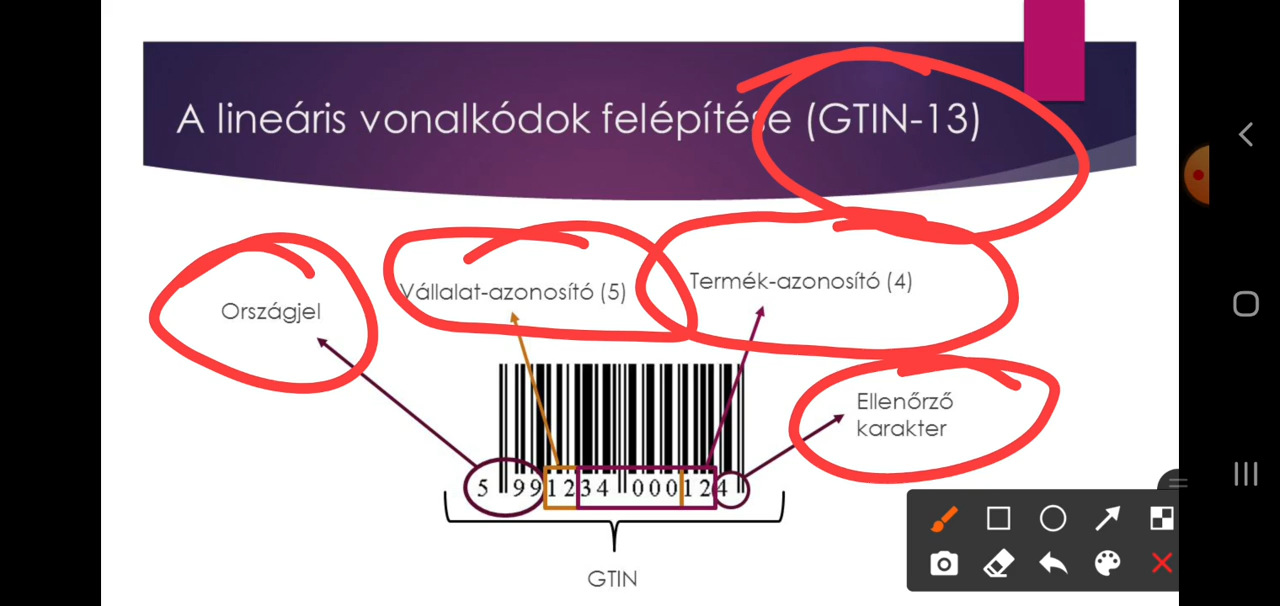 A lineáris vonalkódok felépítése (GTIN-13)
Országjel
Vállalat-azonosító (5)
Termék-azonosító (4)
Ellenőrző
karakter
5 991234 000124
GTIN